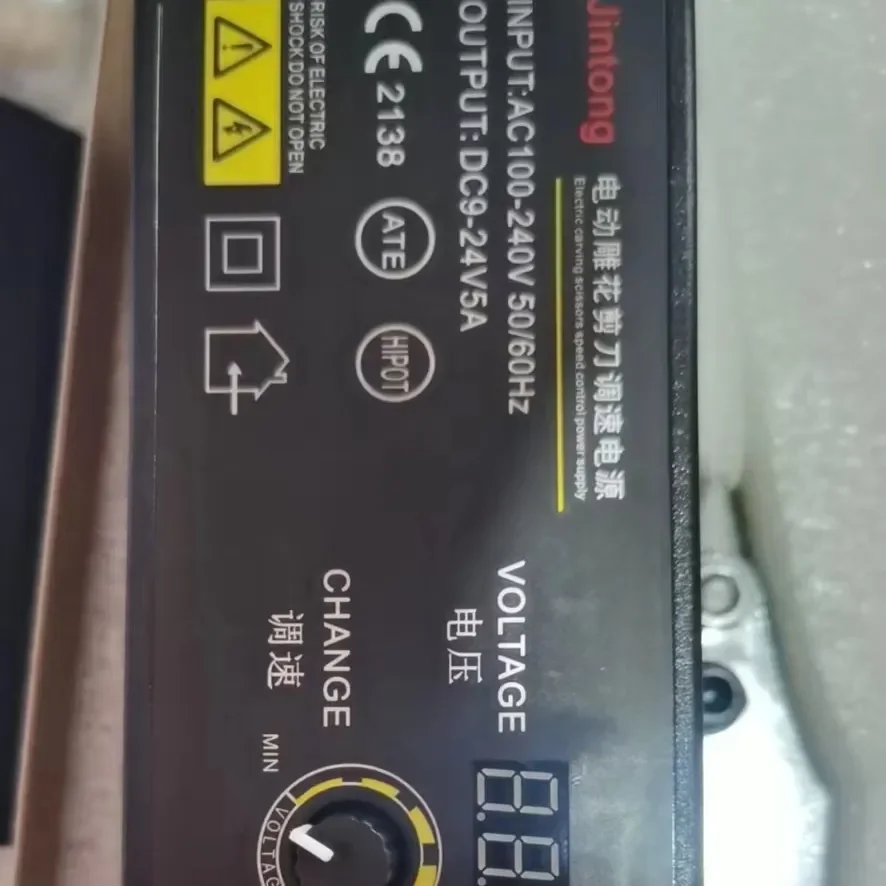 Jintong
电动雕花剪刀调速电源
Electric carving scissors speed control power supply
INPUT:AC100-240V 50/60Hz
OUTPUT: DC9-24V5A
CE 2138
ATE
HIPOT
RISK OF ELECTRIC
SHOCK DO NOT OPEN
VOLTAGE
电压
8.8.
CHANGE
调速
MIN